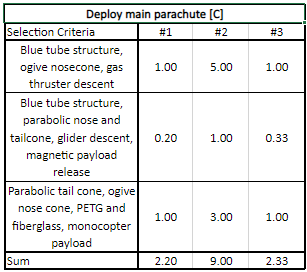 Deploy main parachute [C]
Selection Criteria #1 #2 #3
Blue tube structure,
ogive nosecone, gas
thruster descent
1.00 5.00 1.00
Blue tube structure,
parabolic nose and
tailcone, glider descent,
magnetic payload
release
0.20 1.00 0.33
Parabolic tail cone, ogive
nose cone, PETG and
fiberglass, monocopter
payload
1.00 3.00 1.00
Sum 2.20 9.00 2.33